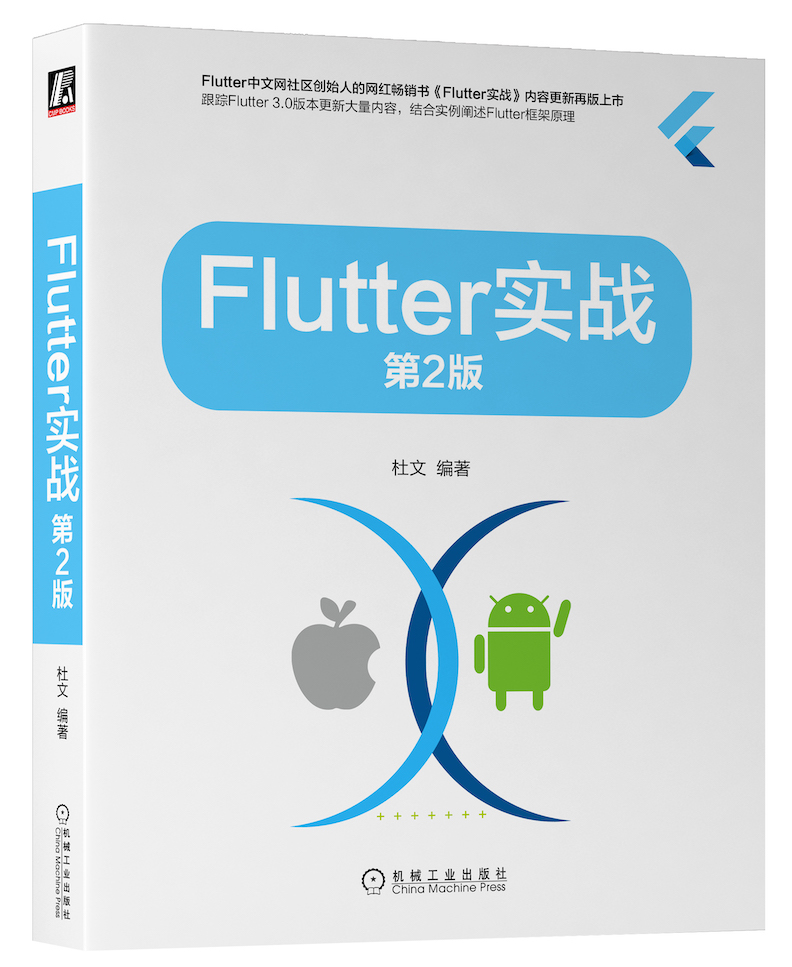 Flutter中文网社区创始人的网红畅销书《Flutter实战》内容更新再版上市
跟踪Flutter 3.0版本更新大量内容，结合实例阐述Flutter框架原理
Flutter实战
第2版
杜文 编著
机械工业出版社
China Machine Press
CMP BOOKS
Flutter实战 第2版
杜文 编著
机械工业出版社
China Machine Press